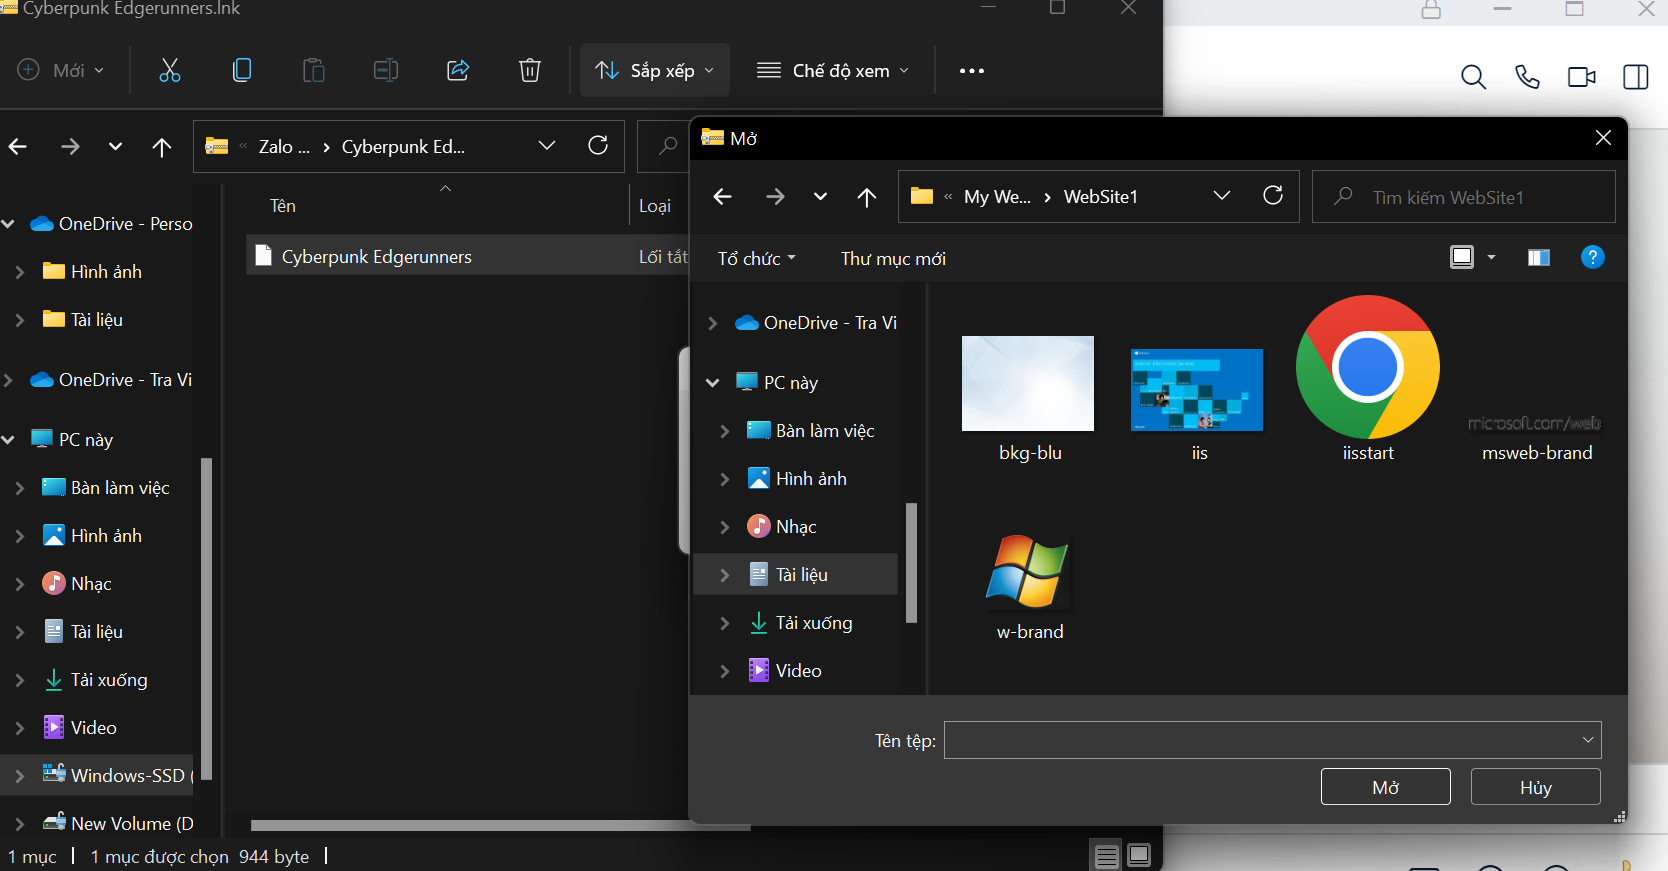 Cyberpunk Edgerunners.lnk
Mới
Sắp xếp
Chế độ xem
Zalo ...
Cyberpunk Ed...
Tên
Loại
OneDrive - Perso
Hình ảnh
Tài liệu
OneDrive - Tra Vi
PC này
Bàn làm việc
Hình ảnh
Nhạc
Tài liệu
Tải xuống
Video
Windows-SSD (
New Volume (D
Cyberpunk Edgerunners
Lối tắt
1 mục
1 mục được chọn 944 byte
Mở
My We...
WebSite1
Tìm kiếm WebSite1
Tổ chức
Thư mục mới
OneDrive - Tra Vi
PC này
Bàn làm việc
Hình ảnh
Nhạc
Tài liệu
Tải xuống
Video
bkg-blu
iis
iisstart
microsoft.com/web
msweb-brand
w-brand
Tên tệp:
Mở
Hủy